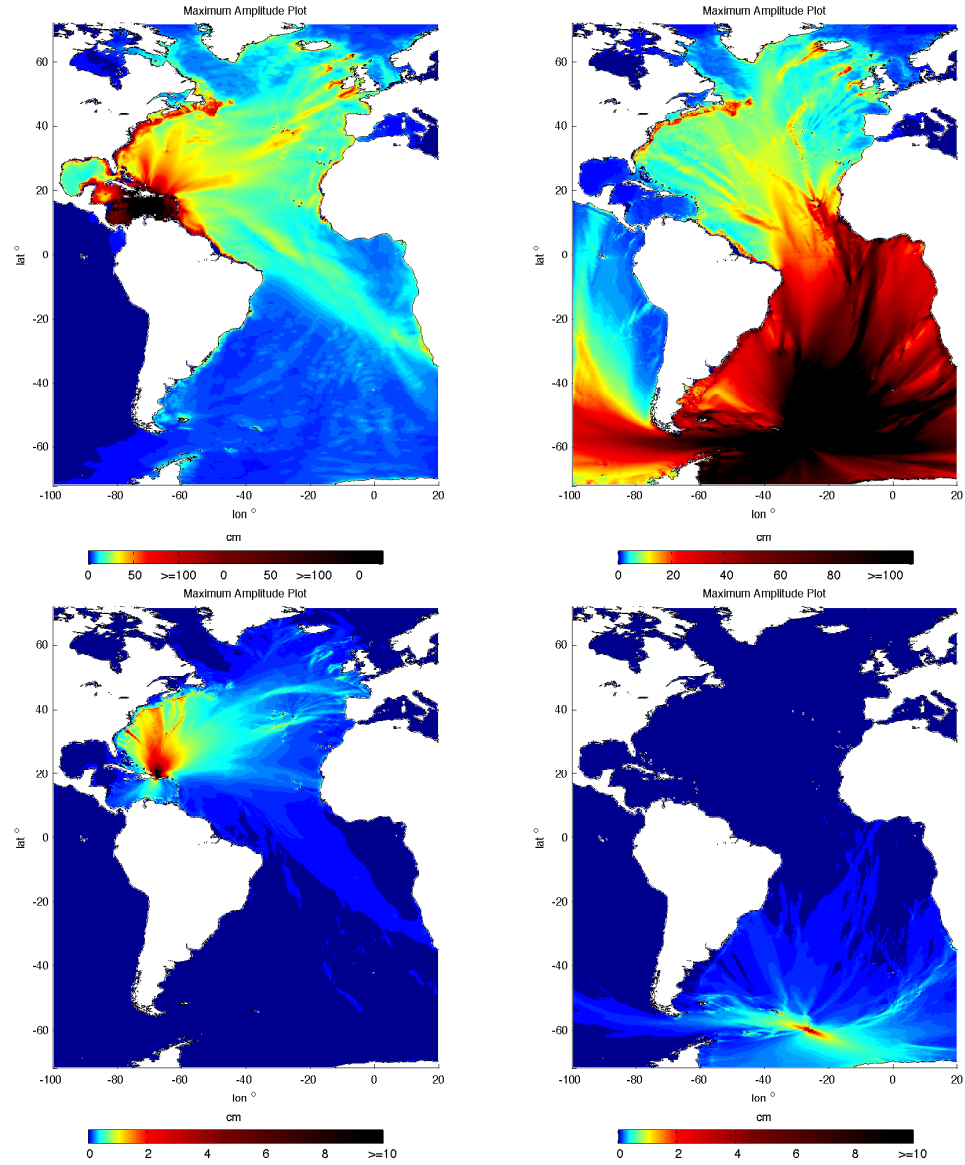 Maximum Amplitude Plot
60
40
20
0
-20
-40
-60
lat °
-100 -80 -60 -40 -20 0 20
lon °
cm
0 50 >=100 0 50 >=100 0
Maximum Amplitude Plot
60
40
20
0
-20
-40
-60
lat °
-100 -80 -60 -40 -20 0 20
lon °
cm
0 20 40 60 80 >=100
Maximum Amplitude Plot
60
40
20
0
-20
-40
-60
lat °
-100 -80 -60 -40 -20 0 20
lon °
cm
0 2 4 6 8 >=10
Maximum Amplitude Plot
60
40
20
0
-20
-40
-60
lat °
-100 -80 -60 -40 -20 0 20
lon °
cm
0 2 4 6 8 >=10